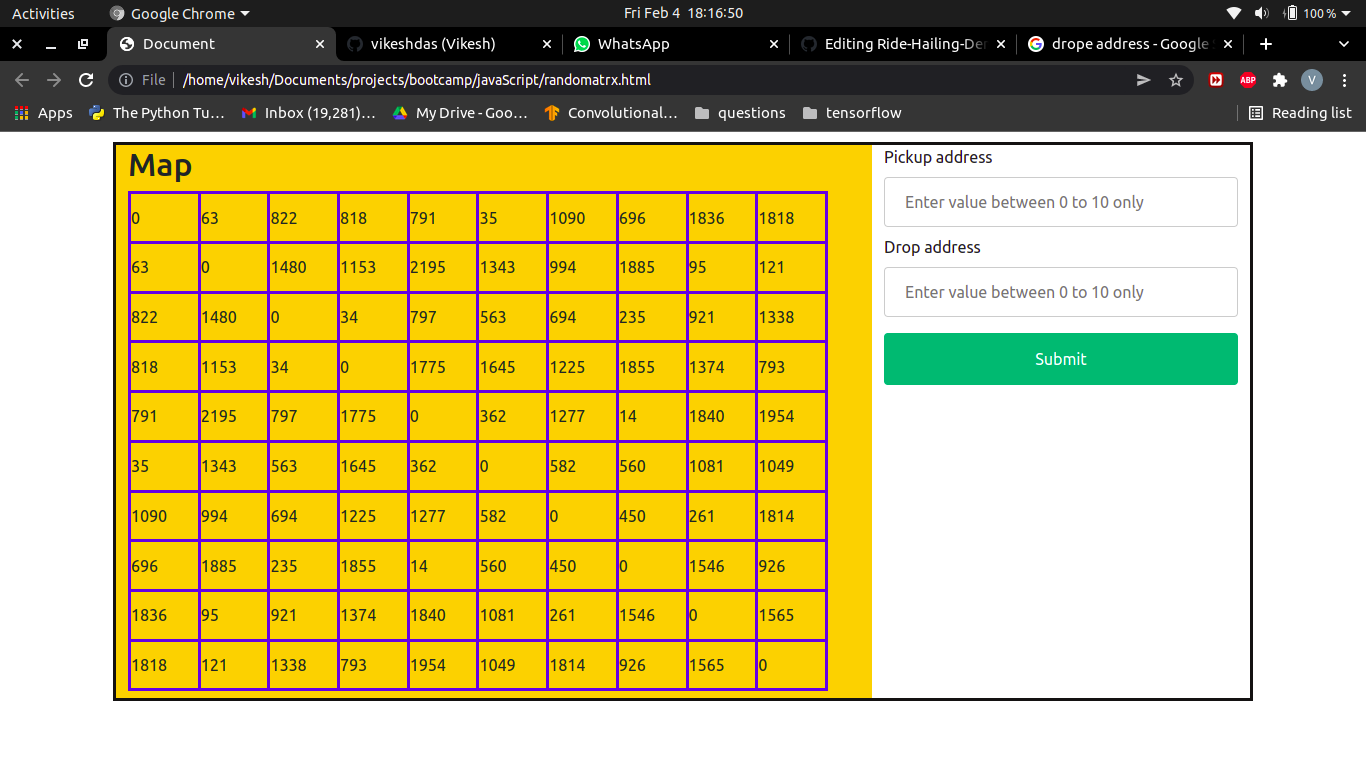 Activities Google Chrome Fri Feb 4 18:16:50 100 %
Document vikeshdas (Vikesh) WhatsApp Editing Ride-Hailing-Der drope address - Google
File /home/vikesh/Documents/projects/bootcamp/javaScript/randomatrx.html ABP V
Apps The Python Tu… Inbox (19,281)… My Drive - Goo… Convolutional… questions tensorflow Reading list
Map
0 63 822 818 791 35 1090 696 1836 1818
63 0 1480 1153 2195 1343 994 1885 95 121
822 1480 0 34 797 563 694 235 921 1338
818 1153 34 0 1775 1645 1225 1855 1374 793
791 2195 797 1775 0 362 1277 14 1840 1954
35 1343 563 1645 362 0 582 560 1081 1049
1090 994 694 1225 1277 582 0 450 261 1814
696 1885 235 1855 14 560 450 0 1546 926
1836 95 921 1374 1840 1081 261 1546 0 1565
1818 121 1338 793 1954 1049 1814 926 1565 0
Pickup address
Enter value between 0 to 10 only
Drop address
Enter value between 0 to 10 only
Submit